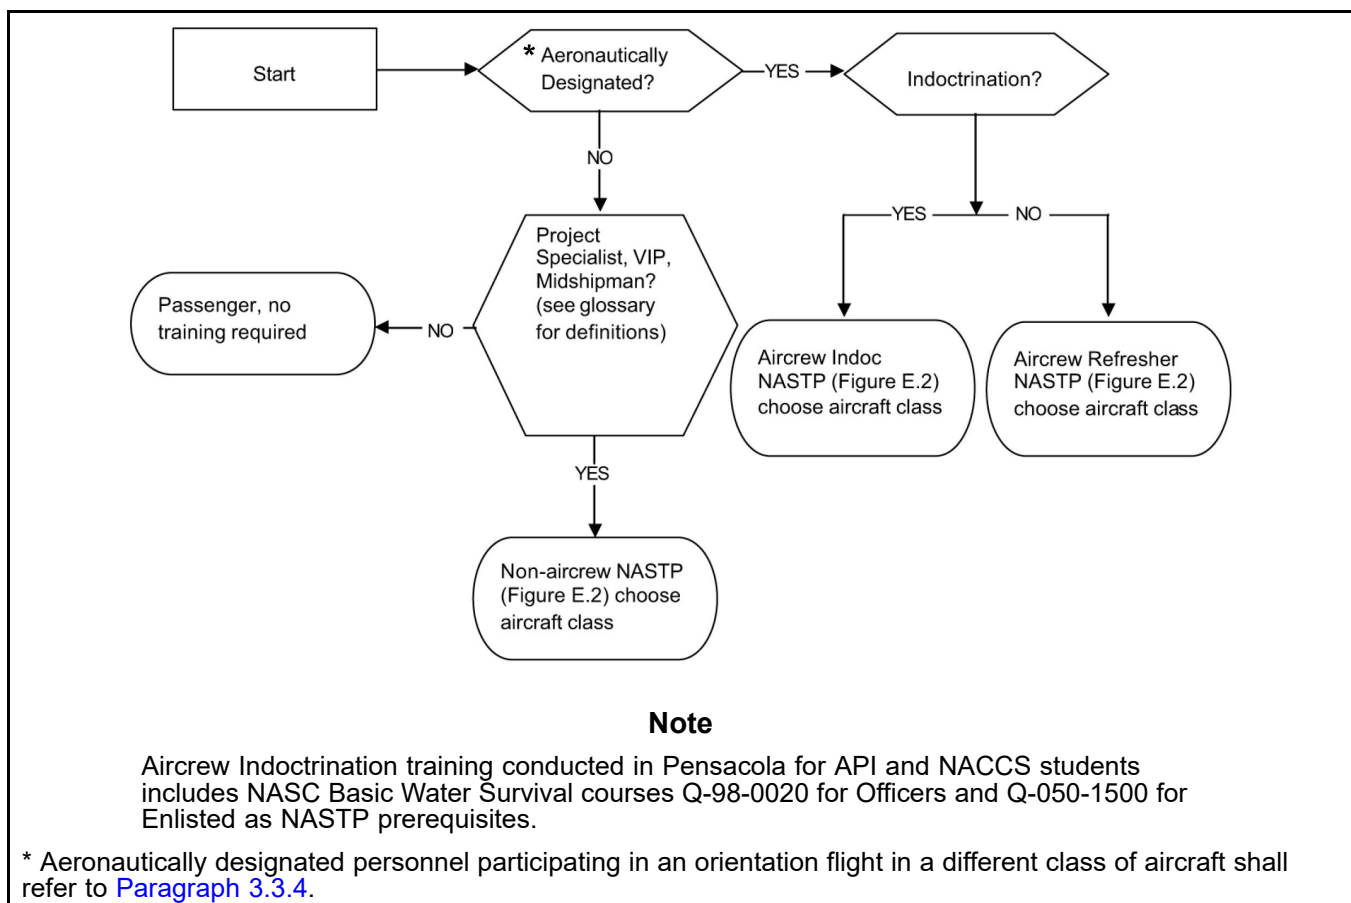 Start
* Aeronautically
Designated?
YES
Indoctrination?
NO
YES
NO
Project
Specialist, VIP,
Midshipman?
(see glossary
for definitions)
NO
Passenger, no
training required
Aircrew Indoc
NASTP (Figure E.2)
choose aircraft class
Aircrew Refresher
NASTP (Figure E.2)
choose aircraft class
YES
Non-aircrew NASTP
(Figure E.2) choose
aircraft class
Note
Aircrew Indoctrination training conducted in Pensacola for API and NACCS students
includes NASC Basic Water Survival courses Q-98-0020 for Officers and Q-050-1500 for
Enlisted as NASTP prerequisites.
* Aeronautically designated personnel participating in an orientation flight in a different class of aircraft shall
refer to Paragraph 3.3.4.